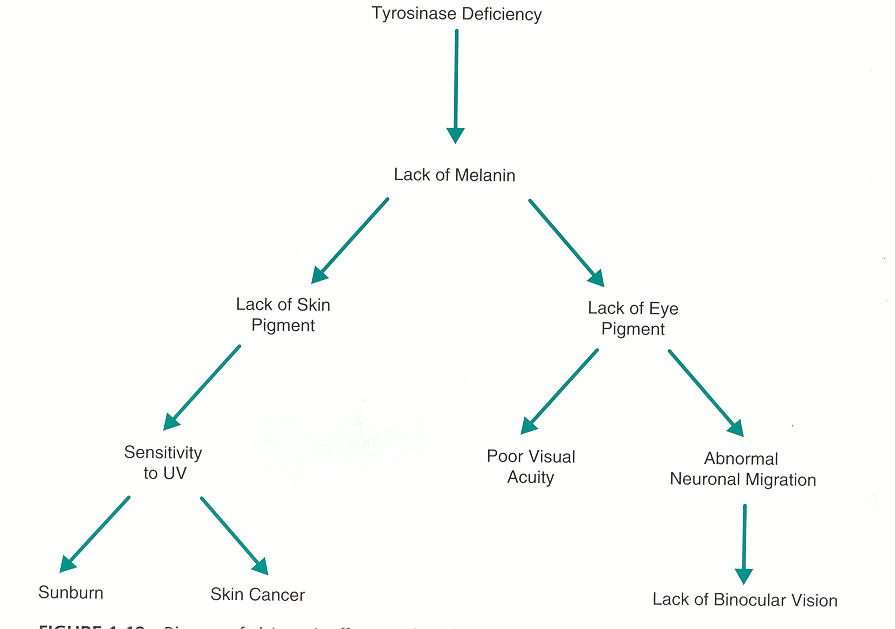 Tyrosinase Deficiency
Lack of Melanin
Lack of Skin
Pigment
Lack of Eye
Pigment
Sensitivity
to UV
Poor Visual
Acuity
Abnormal
Neuronal Migration
Sunburn
Skin Cancer
Lack of Binocular Vision